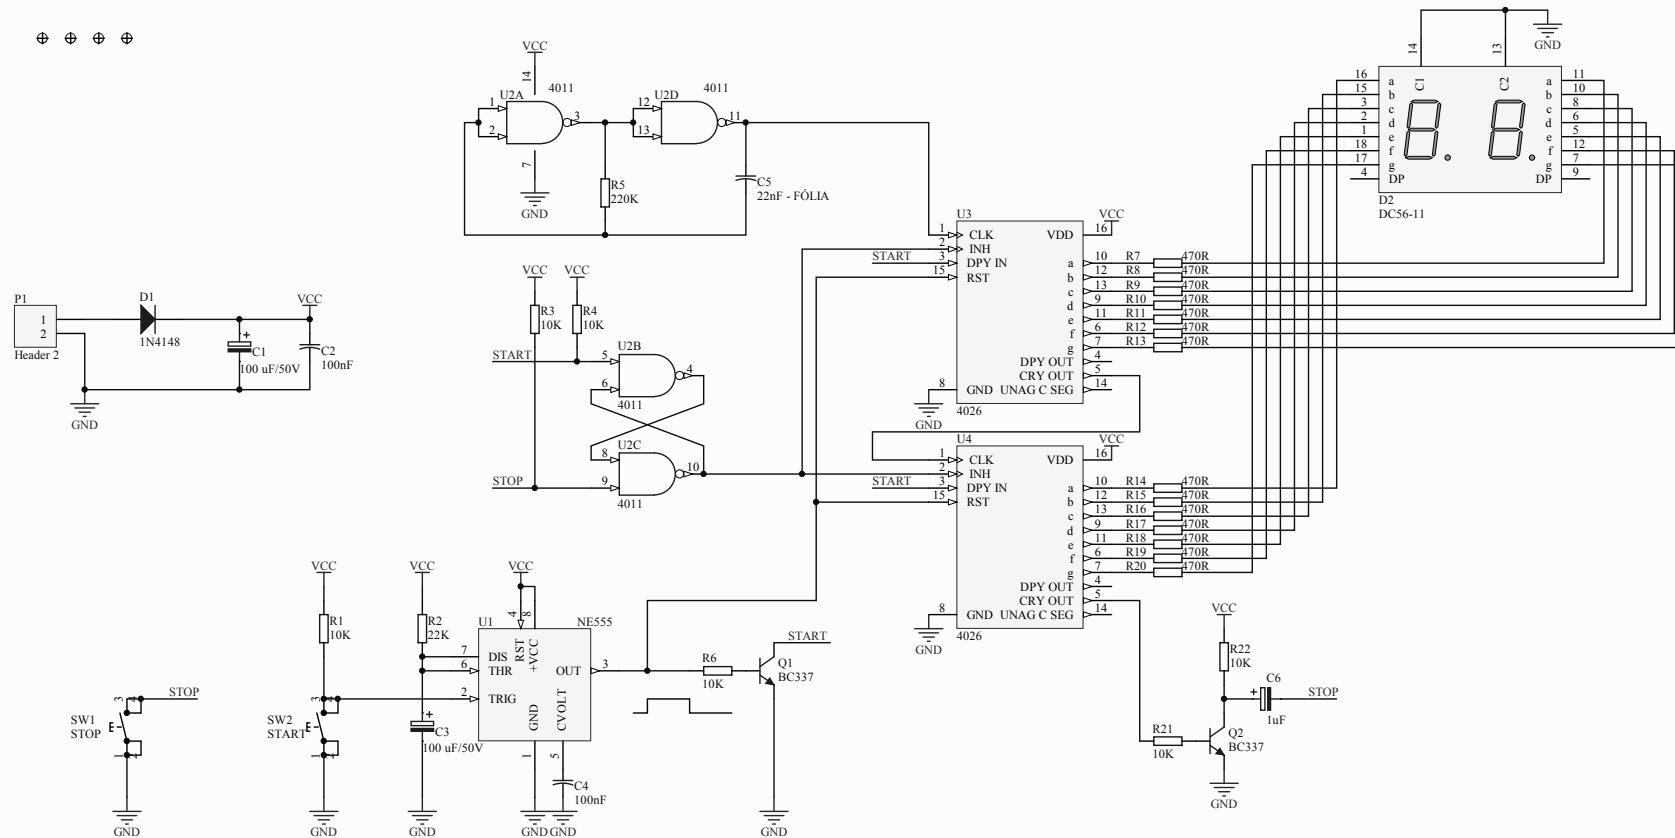 VCC
14
U2A
4011
1
2
3
7
GND
U2D
4011
12
13
11
R5
220K
C5
22nF - FÓLIA
GND
14
13
C1
C2
16 a
15 b
3 c
2 d
1 e
18 f
17 g
4 DP
a 11
b 10
c 8
d 6
e 5
f 12
g 7
DP 9
D2
DC56-11
P1
1
2
Header 2
D1
1N4148
VCC
C1
100 uF/50V
C2
100nF
GND
VCC
VCC
R3
10K
R4
10K
START
5
6
U2B
4
4011
U2C
8
9
10
4011
STOP
U3
VCC
1 CLK
2 INH
START 3 DPY IN
15 RST
VDD 16
a 10 R7 470R
b 12 R8 470R
c 13 R9 470R
d 9 R10 470R
e 11 R11 470R
f 6 R12 470R
g 7 R13 470R
DPY OUT 4
CRY OUT 5
8 GND UNAG C SEG 14
GND
4026
U4
VCC
1 CLK
2 INH
START 3 DPY IN
15 RST
VDD 16
a 10 R14 470R
b 12 R15 470R
c 13 R16 470R
d 9 R17 470R
e 11 R18 470R
f 6 R19 470R
g 7 R20 470R
DPY OUT 4
CRY OUT 5
8 GND UNAG C SEG 14
GND
4026
3
4
STOP
SW1
STOP
1
2
GND
VCC
R1
10K
3
4
SW2
START
1
2
GND
VCC
R2
22K
C3
100 uF/50V
GND
VCC
4
8
U1
NE555
7 DIS
6 THR
2 TRIG
RST
+VCC
OUT 3
GND
CVOLT
1
5
C4
100nF
GND
GND
R6
10K
START
Q1
BC337
GND
VCC
R22
10K
C6
1uF
STOP
R21
10K
Q2
BC337
GND